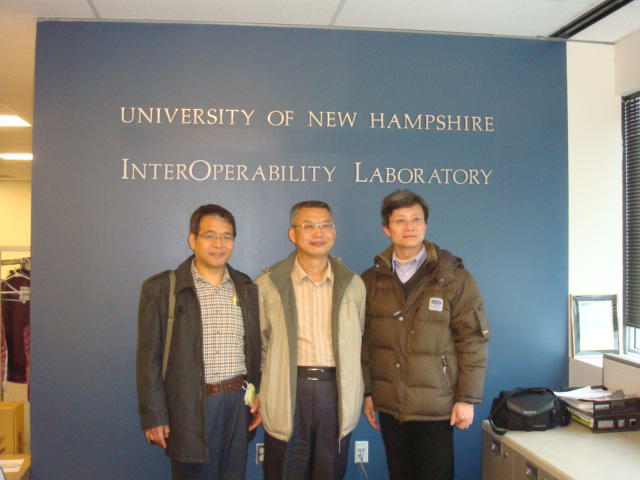 UNIVERSITY OF NEW HAMPSHIRE
INTEROPERABILITY LABORATORY